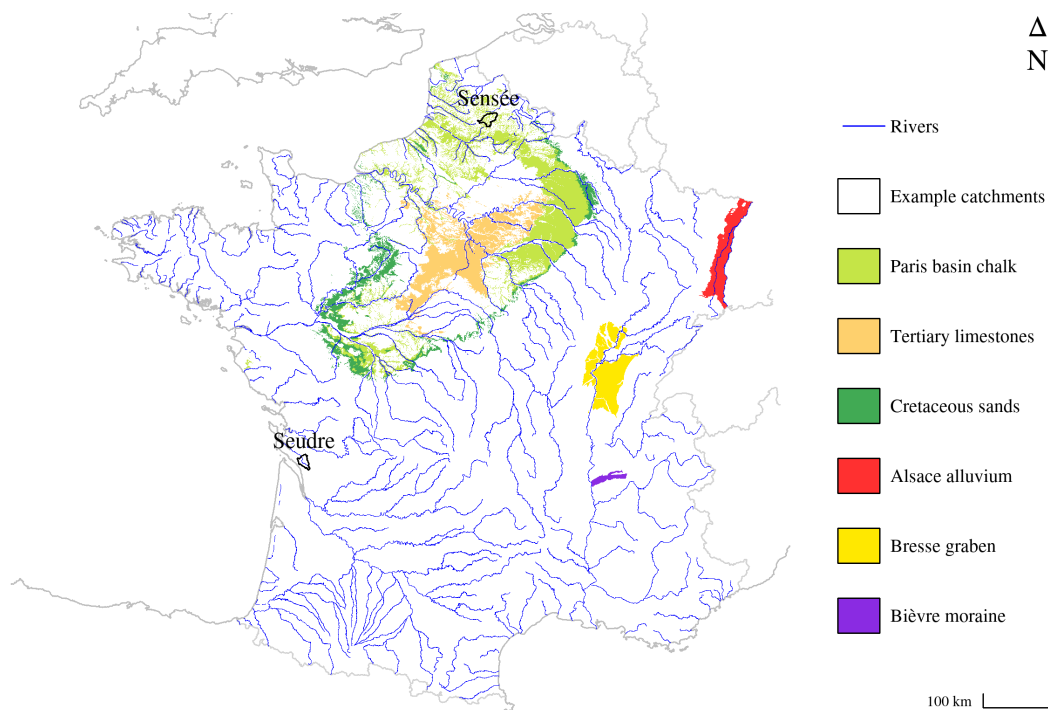 Δ
N
Sensée
Rivers
Example catchments
Paris basin chalk
Tertiary limestones
Cretaceous sands
Seudre
Alsace alluvium
Bresse graben
Bièvre moraine
100 km